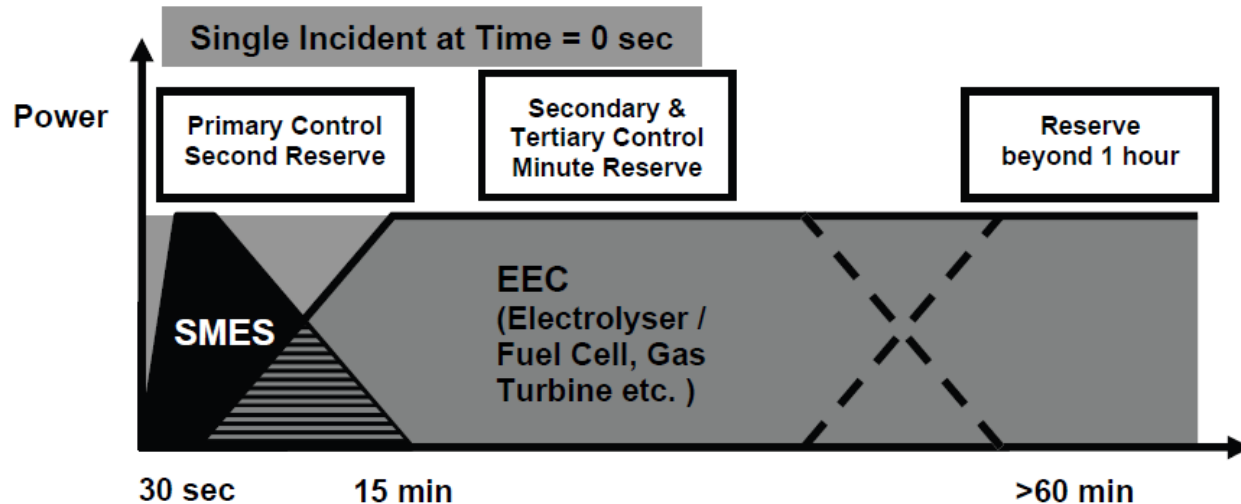 Single Incident at Time = 0 sec
Power
Primary Control
Second Reserve
Secondary &
Tertiary Control
Minute Reserve
Reserve
beyond 1 hour
SMES
EEC
(Electrolyser /
Fuel Cell, Gas
Turbine etc. )
30 sec
15 min
>60 min